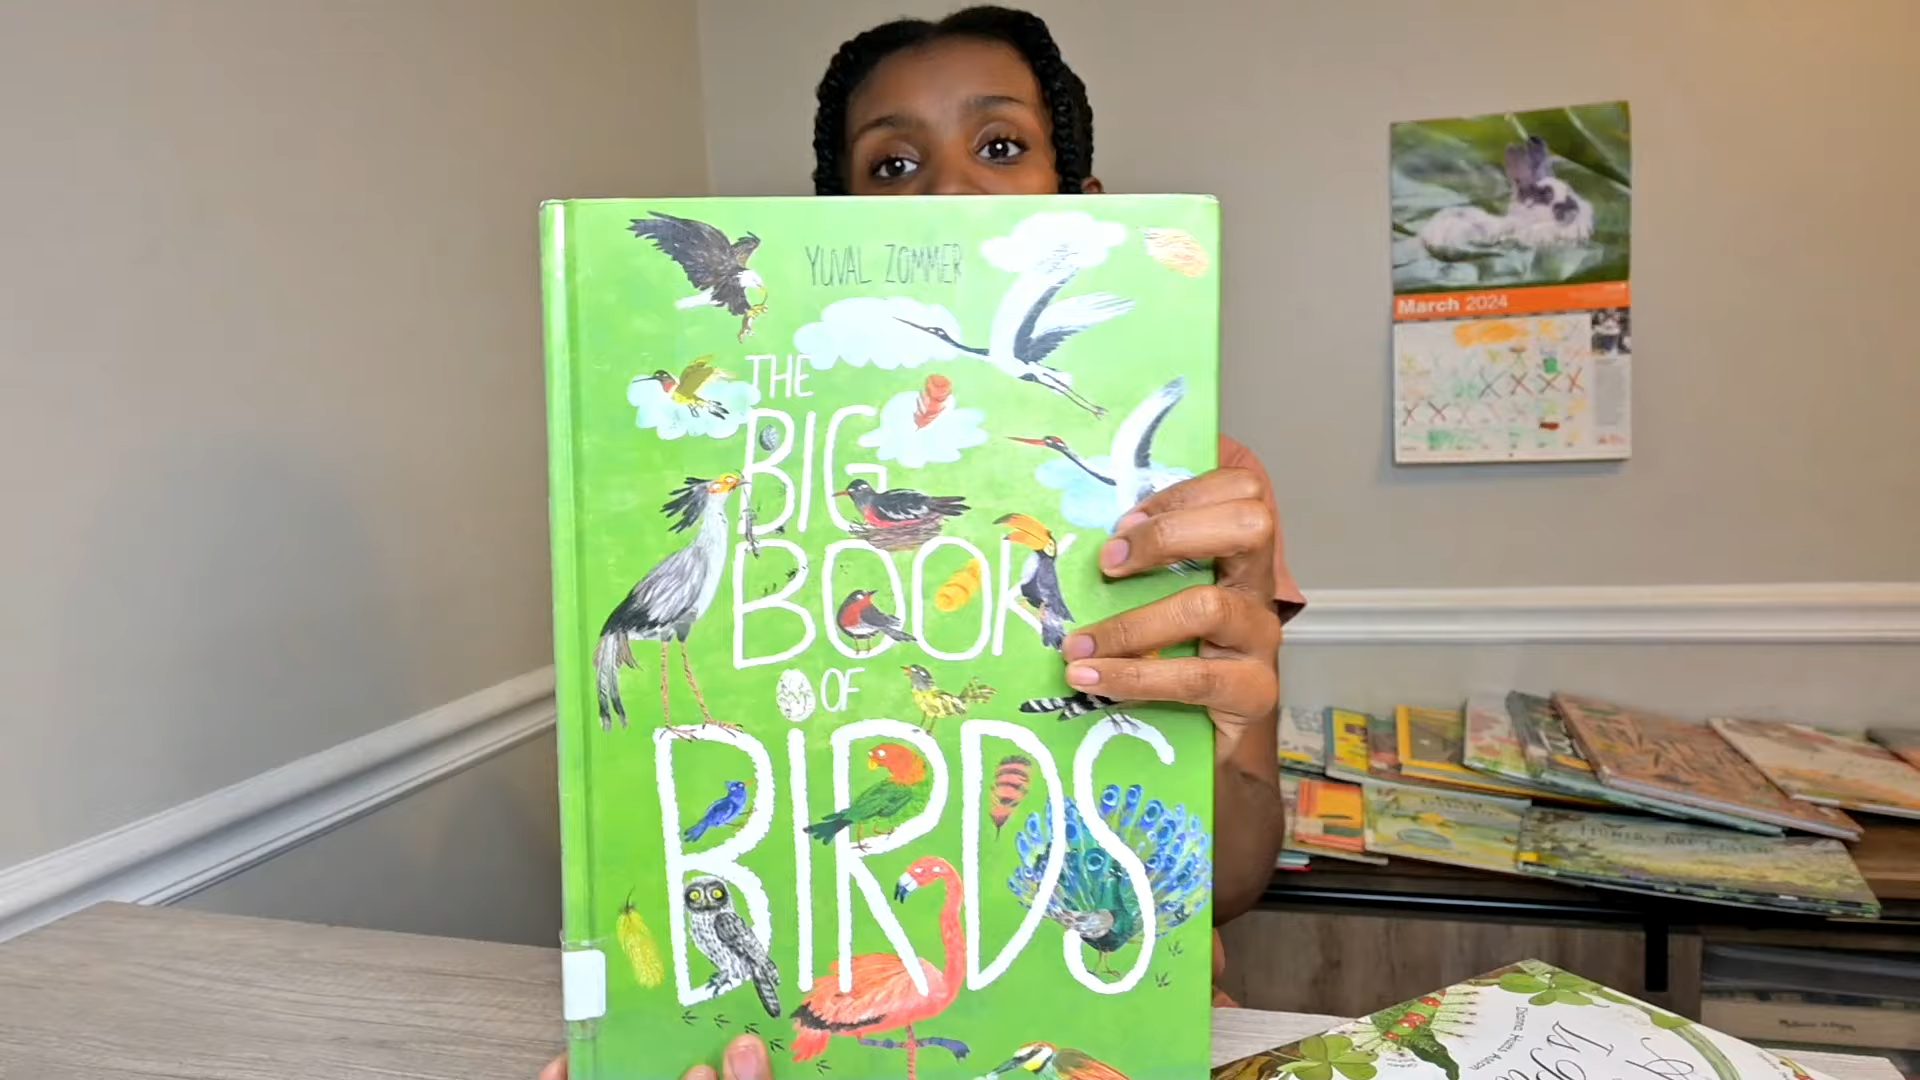 YUVAL ZOMMER
THE
BIG
BOOK
OF
BIRDS
March 2024